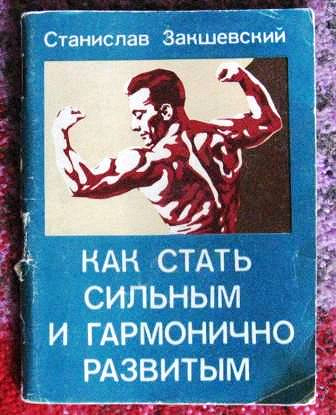 Станислав Закшевский
КАК СТАТЬ
СИЛЬНЫМ
И ГАРМОНИЧНО
РАЗВИТЫМ